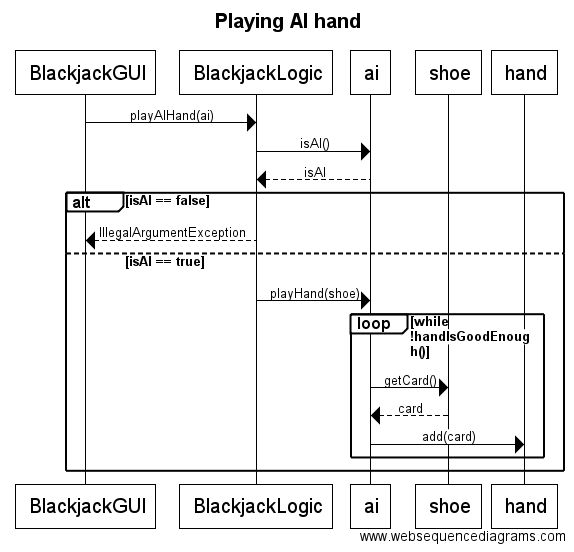 Playing AI hand
BlackjackGUI BlackjackLogic ai shoe hand
playAIHand(ai)
isAI()
isAI
alt [isAI == false]
IllegalArgumentException
[isAI == true]
playHand(shoe)
loop [while
!handIsGoodEnoug
h()]
getCard()
card
add(card)
BlackjackGUI BlackjackLogic ai shoe hand
www.websequencediagrams.com